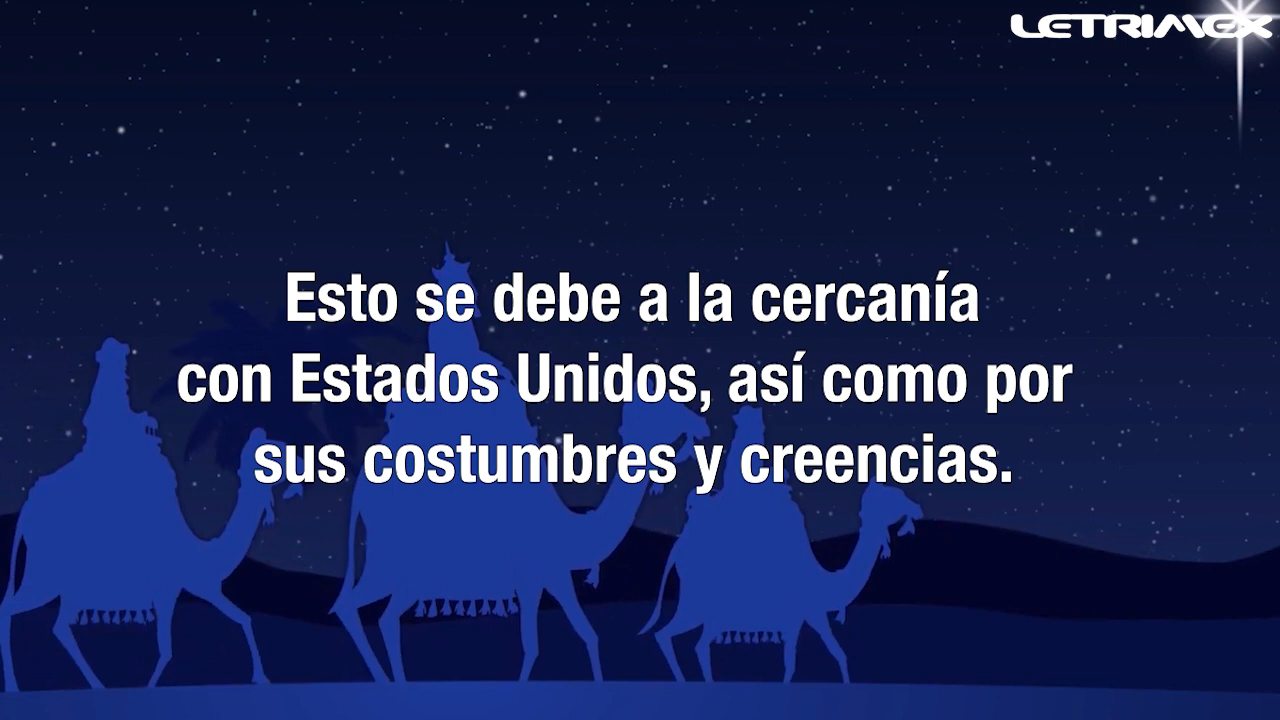 LETRIMEX
Esto se debe a la cercanía
con Estados Unidos, así como por
sus costumbres y creencias.